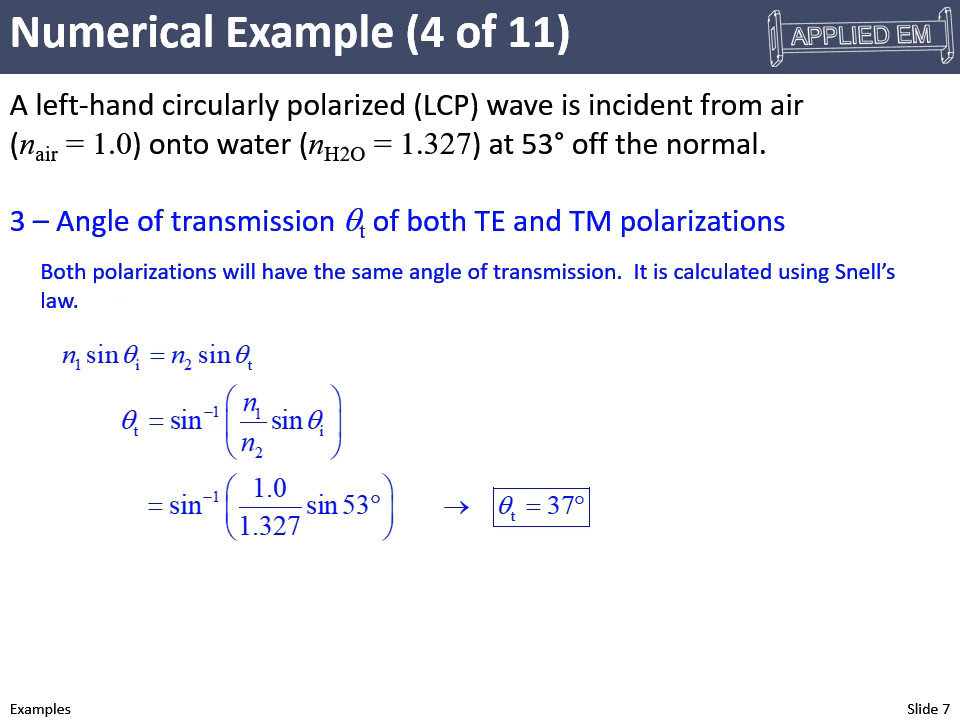 Numerical Example (4 of 11)
APPLIED EM
A left-hand circularly polarized (LCP) wave is incident from air
(n_air = 1.0) onto water (n_H2O = 1.327) at 53° off the normal.
3 – Angle of transmission θ_t of both TE and TM polarizations
Both polarizations will have the same angle of transmission.  It is calculated using Snell’s
law.
n_1 sin θ_i = n_2 sin θ_t
θ_t = sin^−1 ( n_1 / n_2 sin θ_i )
= sin^−1 ( 1.0 / 1.327 sin 53° ) → θ_t = 37°
Examples
Slide 7